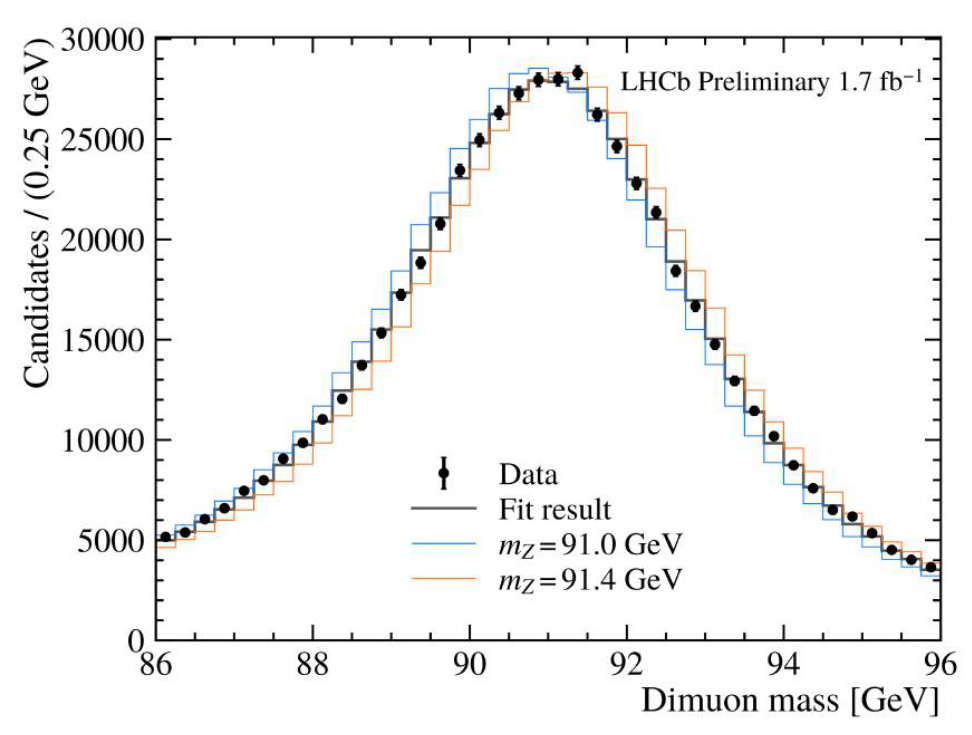 30000
25000
20000
15000
10000
5000
0
Candidates / (0.25 GeV)
LHCb Preliminary 1.7 fb⁻¹
Data
Fit result
m_Z = 91.0 GeV
m_Z = 91.4 GeV
86 88 90 92 94 96
Dimuon mass [GeV]